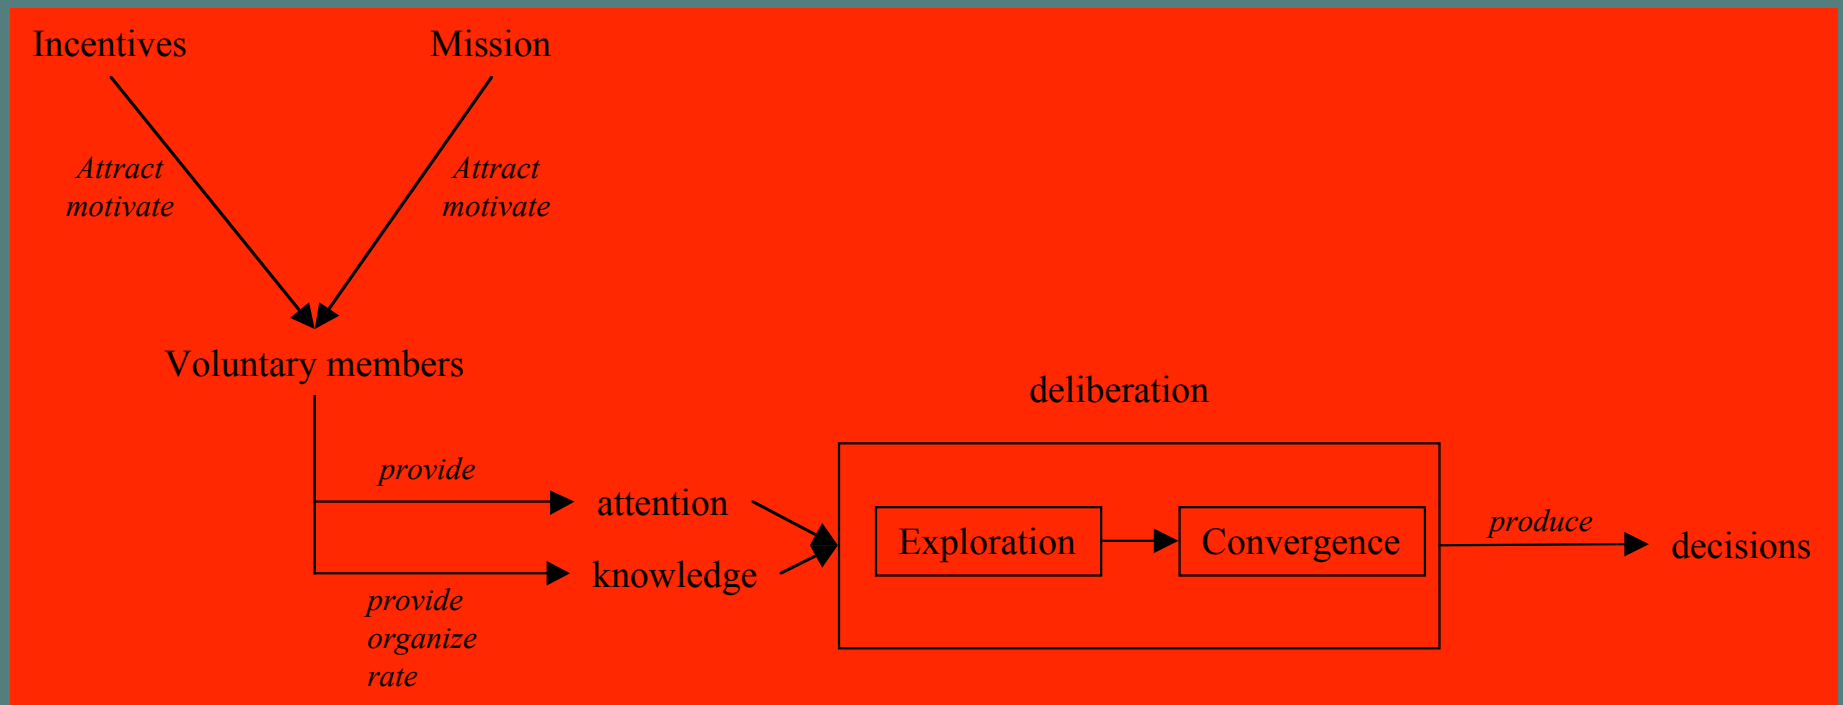 Incentives
Mission
Attract
motivate
Attract
motivate
Voluntary members
deliberation
provide
attention
knowledge
provide
organize
rate
Exploration
Convergence
produce
decisions